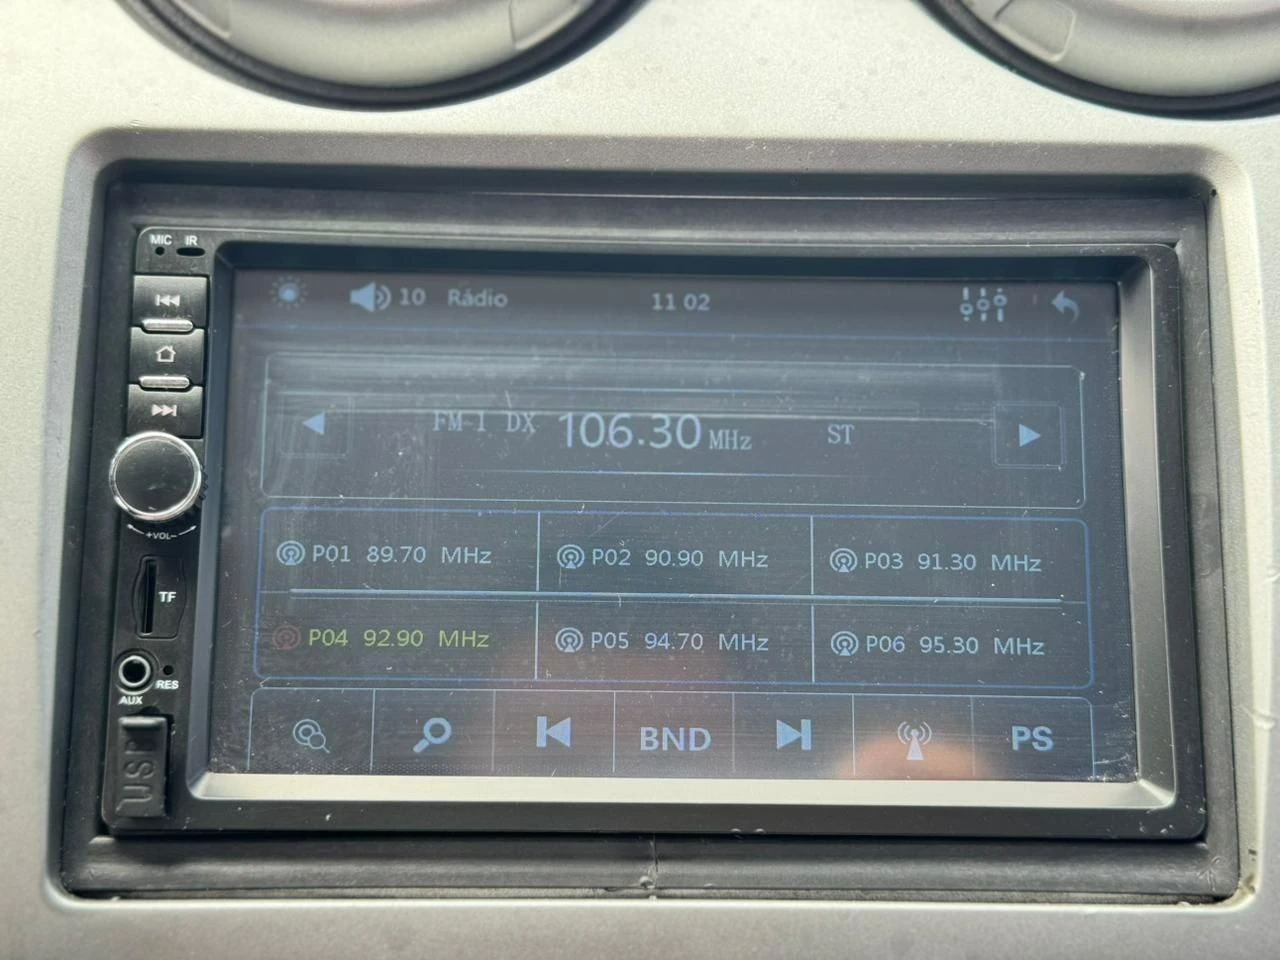 MIC IR
10 Rádio 11 02
FM-1 DX 106.30 MHz ST
P01 89.70 MHz P02 90.90 MHz P03 91.30 MHz
P04 92.90 MHz P05 94.70 MHz P06 95.30 MHz
BND PS
+VOL-
TF
RES
AUX
USB